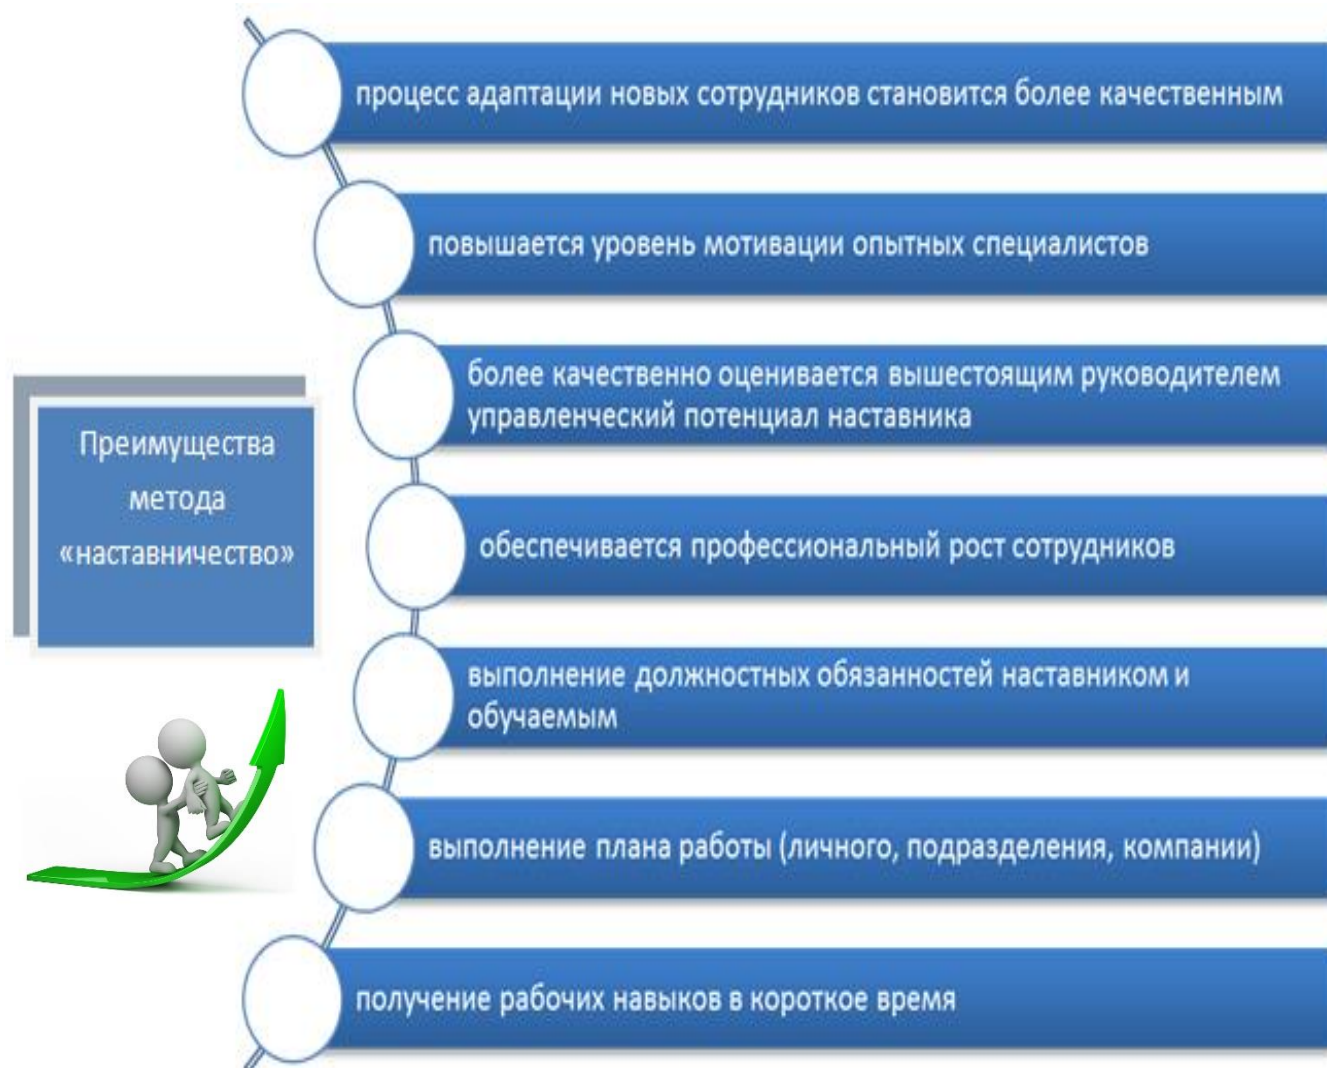 Преимущества
метода
«наставничество»
процесс адаптации новых сотрудников становится более качественным
повышается уровень мотивации опытных специалистов
более качественно оценивается вышестоящим руководителем
управленческий потенциал наставника
обеспечивается профессиональный рост сотрудников
выполнение должностных обязанностей наставником и
обучаемым
выполнение плана работы (личного, подразделения, компании)
получение рабочих навыков в короткое время